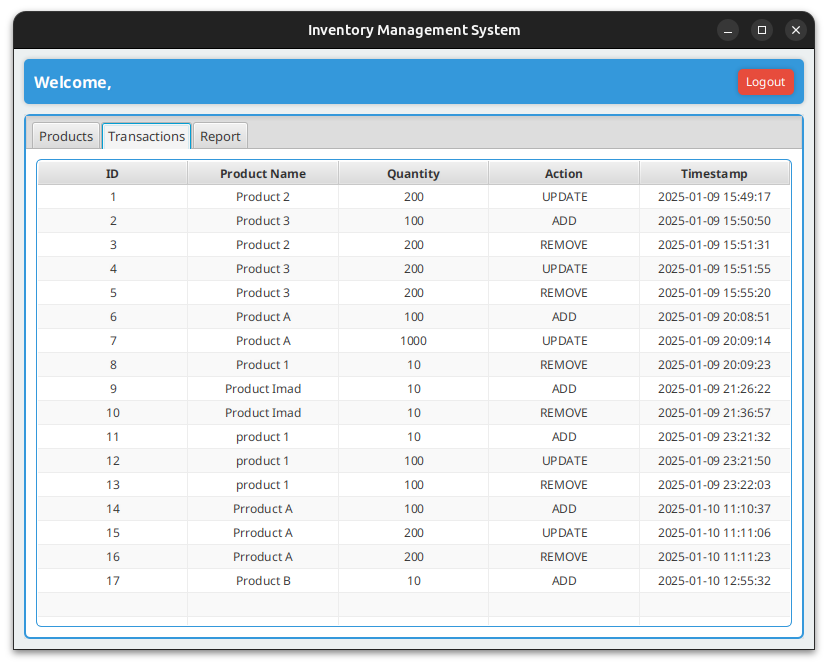 Inventory Management System
Welcome,
Logout
Products Transactions Report
ID Product Name Quantity Action Timestamp
1 Product 2 200 UPDATE 2025-01-09 15:49:17
2 Product 3 100 ADD 2025-01-09 15:50:50
3 Product 2 200 REMOVE 2025-01-09 15:51:31
4 Product 3 200 UPDATE 2025-01-09 15:51:55
5 Product 3 200 REMOVE 2025-01-09 15:55:20
6 Product A 100 ADD 2025-01-09 20:08:51
7 Product A 1000 UPDATE 2025-01-09 20:09:14
8 Product 1 10 REMOVE 2025-01-09 20:09:23
9 Product Imad 10 ADD 2025-01-09 21:26:22
10 Product Imad 10 REMOVE 2025-01-09 21:36:57
11 product 1 10 ADD 2025-01-09 23:21:32
12 product 1 100 UPDATE 2025-01-09 23:21:50
13 product 1 100 REMOVE 2025-01-09 23:22:03
14 Prroduct A 100 ADD 2025-01-10 11:10:37
15 Prroduct A 200 UPDATE 2025-01-10 11:11:06
16 Prroduct A 200 REMOVE 2025-01-10 11:11:23
17 Product B 10 ADD 2025-01-10 12:55:32